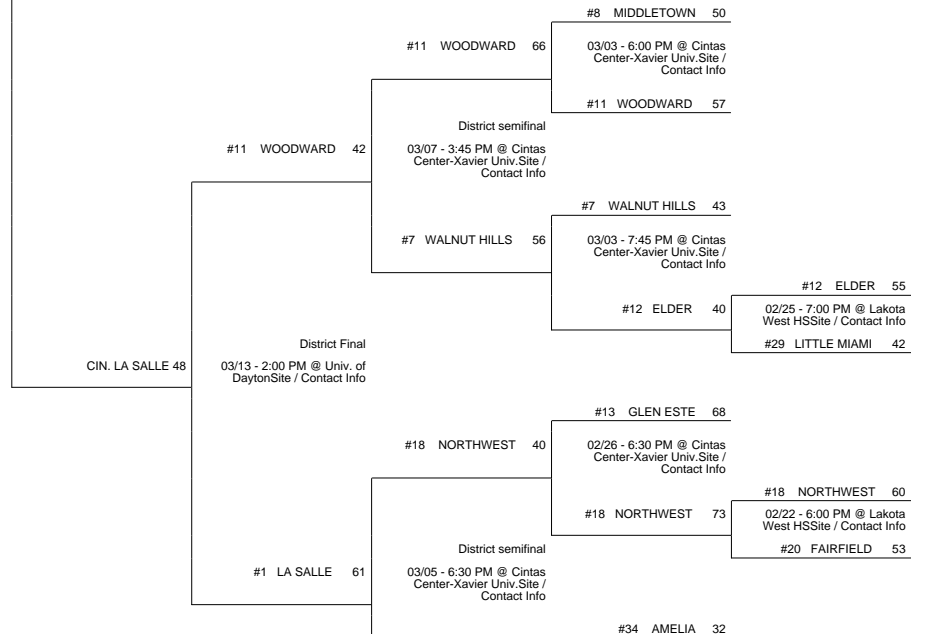 #8 MIDDLETOWN 50
#11 WOODWARD 66
03/03 - 6:00 PM @ Cintas
Center-Xavier Univ.Site /
Contact Info
#11 WOODWARD 57
District semifinal
#11 WOODWARD 42
03/07 - 3:45 PM @ Cintas
Center-Xavier Univ.Site /
Contact Info
#7 WALNUT HILLS 43
#7 WALNUT HILLS 56
03/03 - 7:45 PM @ Cintas
Center-Xavier Univ.Site /
Contact Info
#12 ELDER 55
#12 ELDER 40
02/25 - 7:00 PM @ Lakota
West HSSite / Contact Info
#29 LITTLE MIAMI 42
District Final
CIN. LA SALLE 48
03/13 - 2:00 PM @ Univ. of
DaytonSite / Contact Info
#13 GLEN ESTE 68
#18 NORTHWEST 40
02/26 - 6:30 PM @ Cintas
Center-Xavier Univ.Site /
Contact Info
#18 NORTHWEST 60
#18 NORTHWEST 73
02/22 - 6:00 PM @ Lakota
West HSSite / Contact Info
#20 FAIRFIELD 53
District semifinal
#1 LA SALLE 61
03/05 - 6:30 PM @ Cintas
Center-Xavier Univ.Site /
Contact Info
#34 AMELIA 32